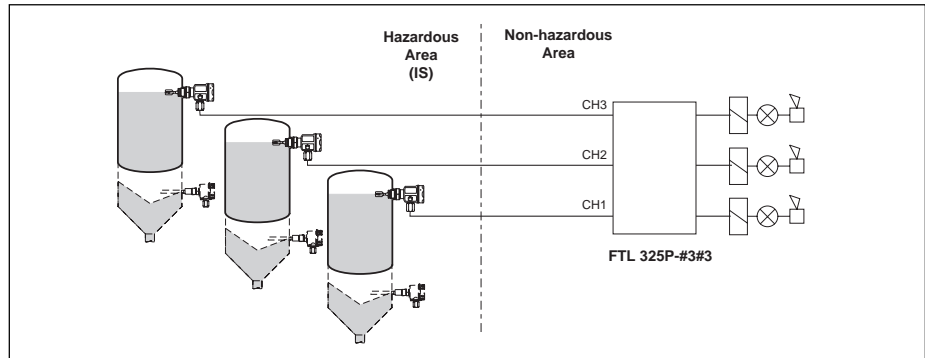 Hazardous
Area
(IS)
Non-hazardous
Area
CH3
CH2
CH1
FTL 325P-#3#3